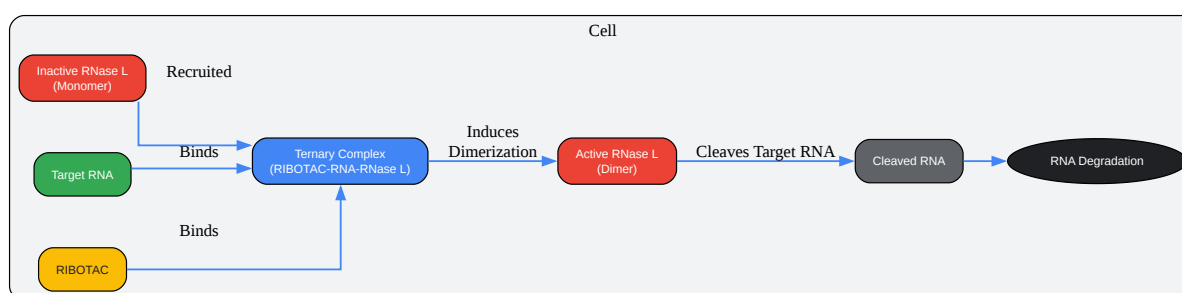 Cell
Inactive RNase L
(Monomer)
Recruited
Target RNA
Binds
RIBOTAC
Binds
Ternary Complex
(RIBOTAC-RNA-RNase L)
Induces
Dimerization
Active RNase L
(Dimer)
Cleaves Target RNA
Cleaved RNA
RNA Degradation